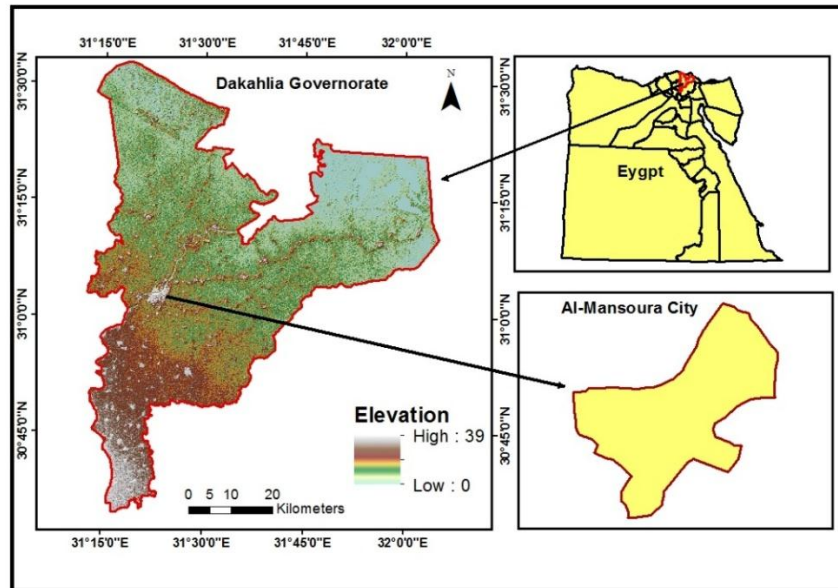 31°15'0"E 31°30'0"E 31°45'0"E 32°0'0"E
Dakahlia Governorate
N
31°30'0"N
31°15'0"N
31°0'0"N
30°45'0"N
Elevation
High : 39
Low : 0
0 5 10 20
Kilometers
31°15'0"E 31°30'0"E 31°45'0"E 32°0'0"E
31°30'0"N
31°15'0"N
31°0'0"N
30°45'0"N
Eygpt
Al-Mansoura City